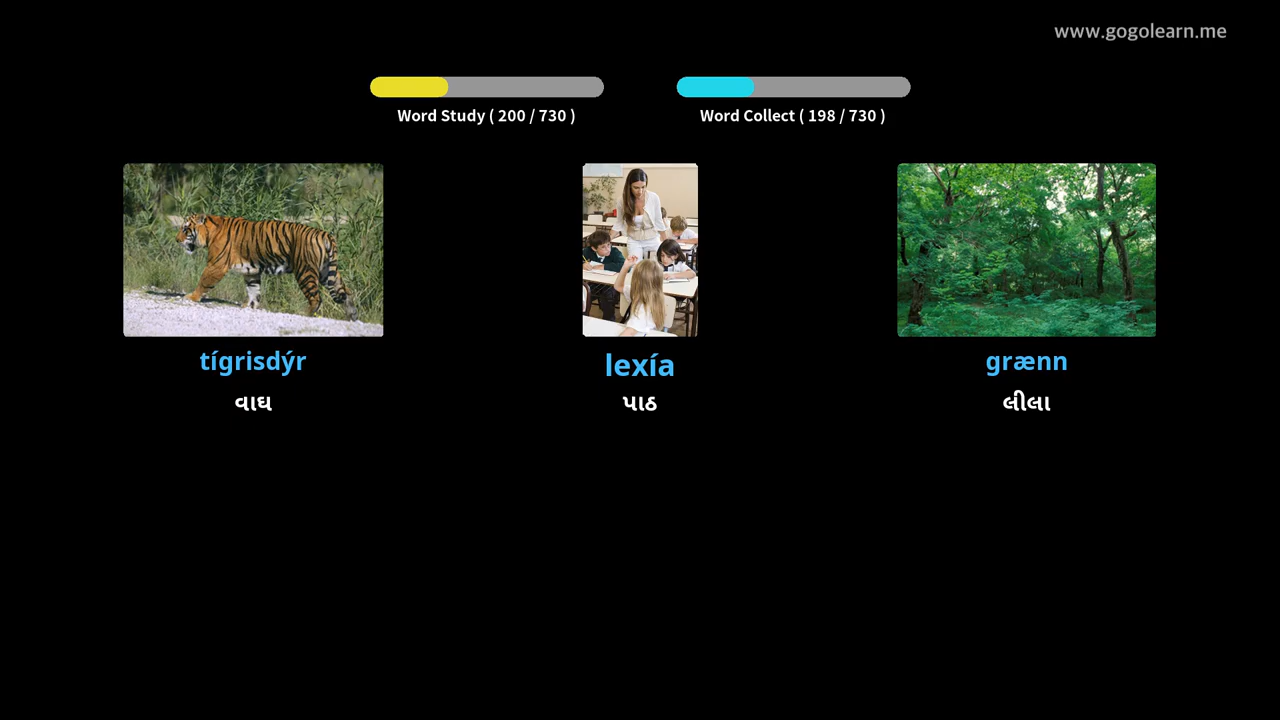 www.gogolearn.me
Word Study ( 200 / 730 )
Word Collect ( 198 / 730 )
tígrisdýr
lexía
grænn
વાઘ
પાઠ
લીલા